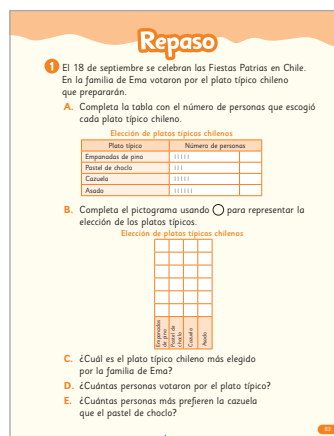 Repaso
1 El 18 de septiembre se celebran las Fiestas Patrias en Chile.
En la familia de Ema votaron por el plato típico chileno
que prepararán.
A. Completa la tabla con el número de personas que escogió
cada plato típico chileno.
Elección de platos típicos chilenos
Plato típico Número de personas
Empanadas de pino IIIII
Pastel de choclo III
Cazuela IIIII
Asado IIIIII
B. Completa el pictograma usando para representar la
elección de los platos típicos.
Elección de platos típicos chilenos
Empanadas
de pino
Pastel de
choclo
Cazuela
Asado
C. ¿Cuál es el plato típico chileno más elegido
por la familia de Ema?
D. ¿Cuántas personas votaron por el plato típico?
E. ¿Cuántas personas más prefieren la cazuela
que el pastel de choclo?